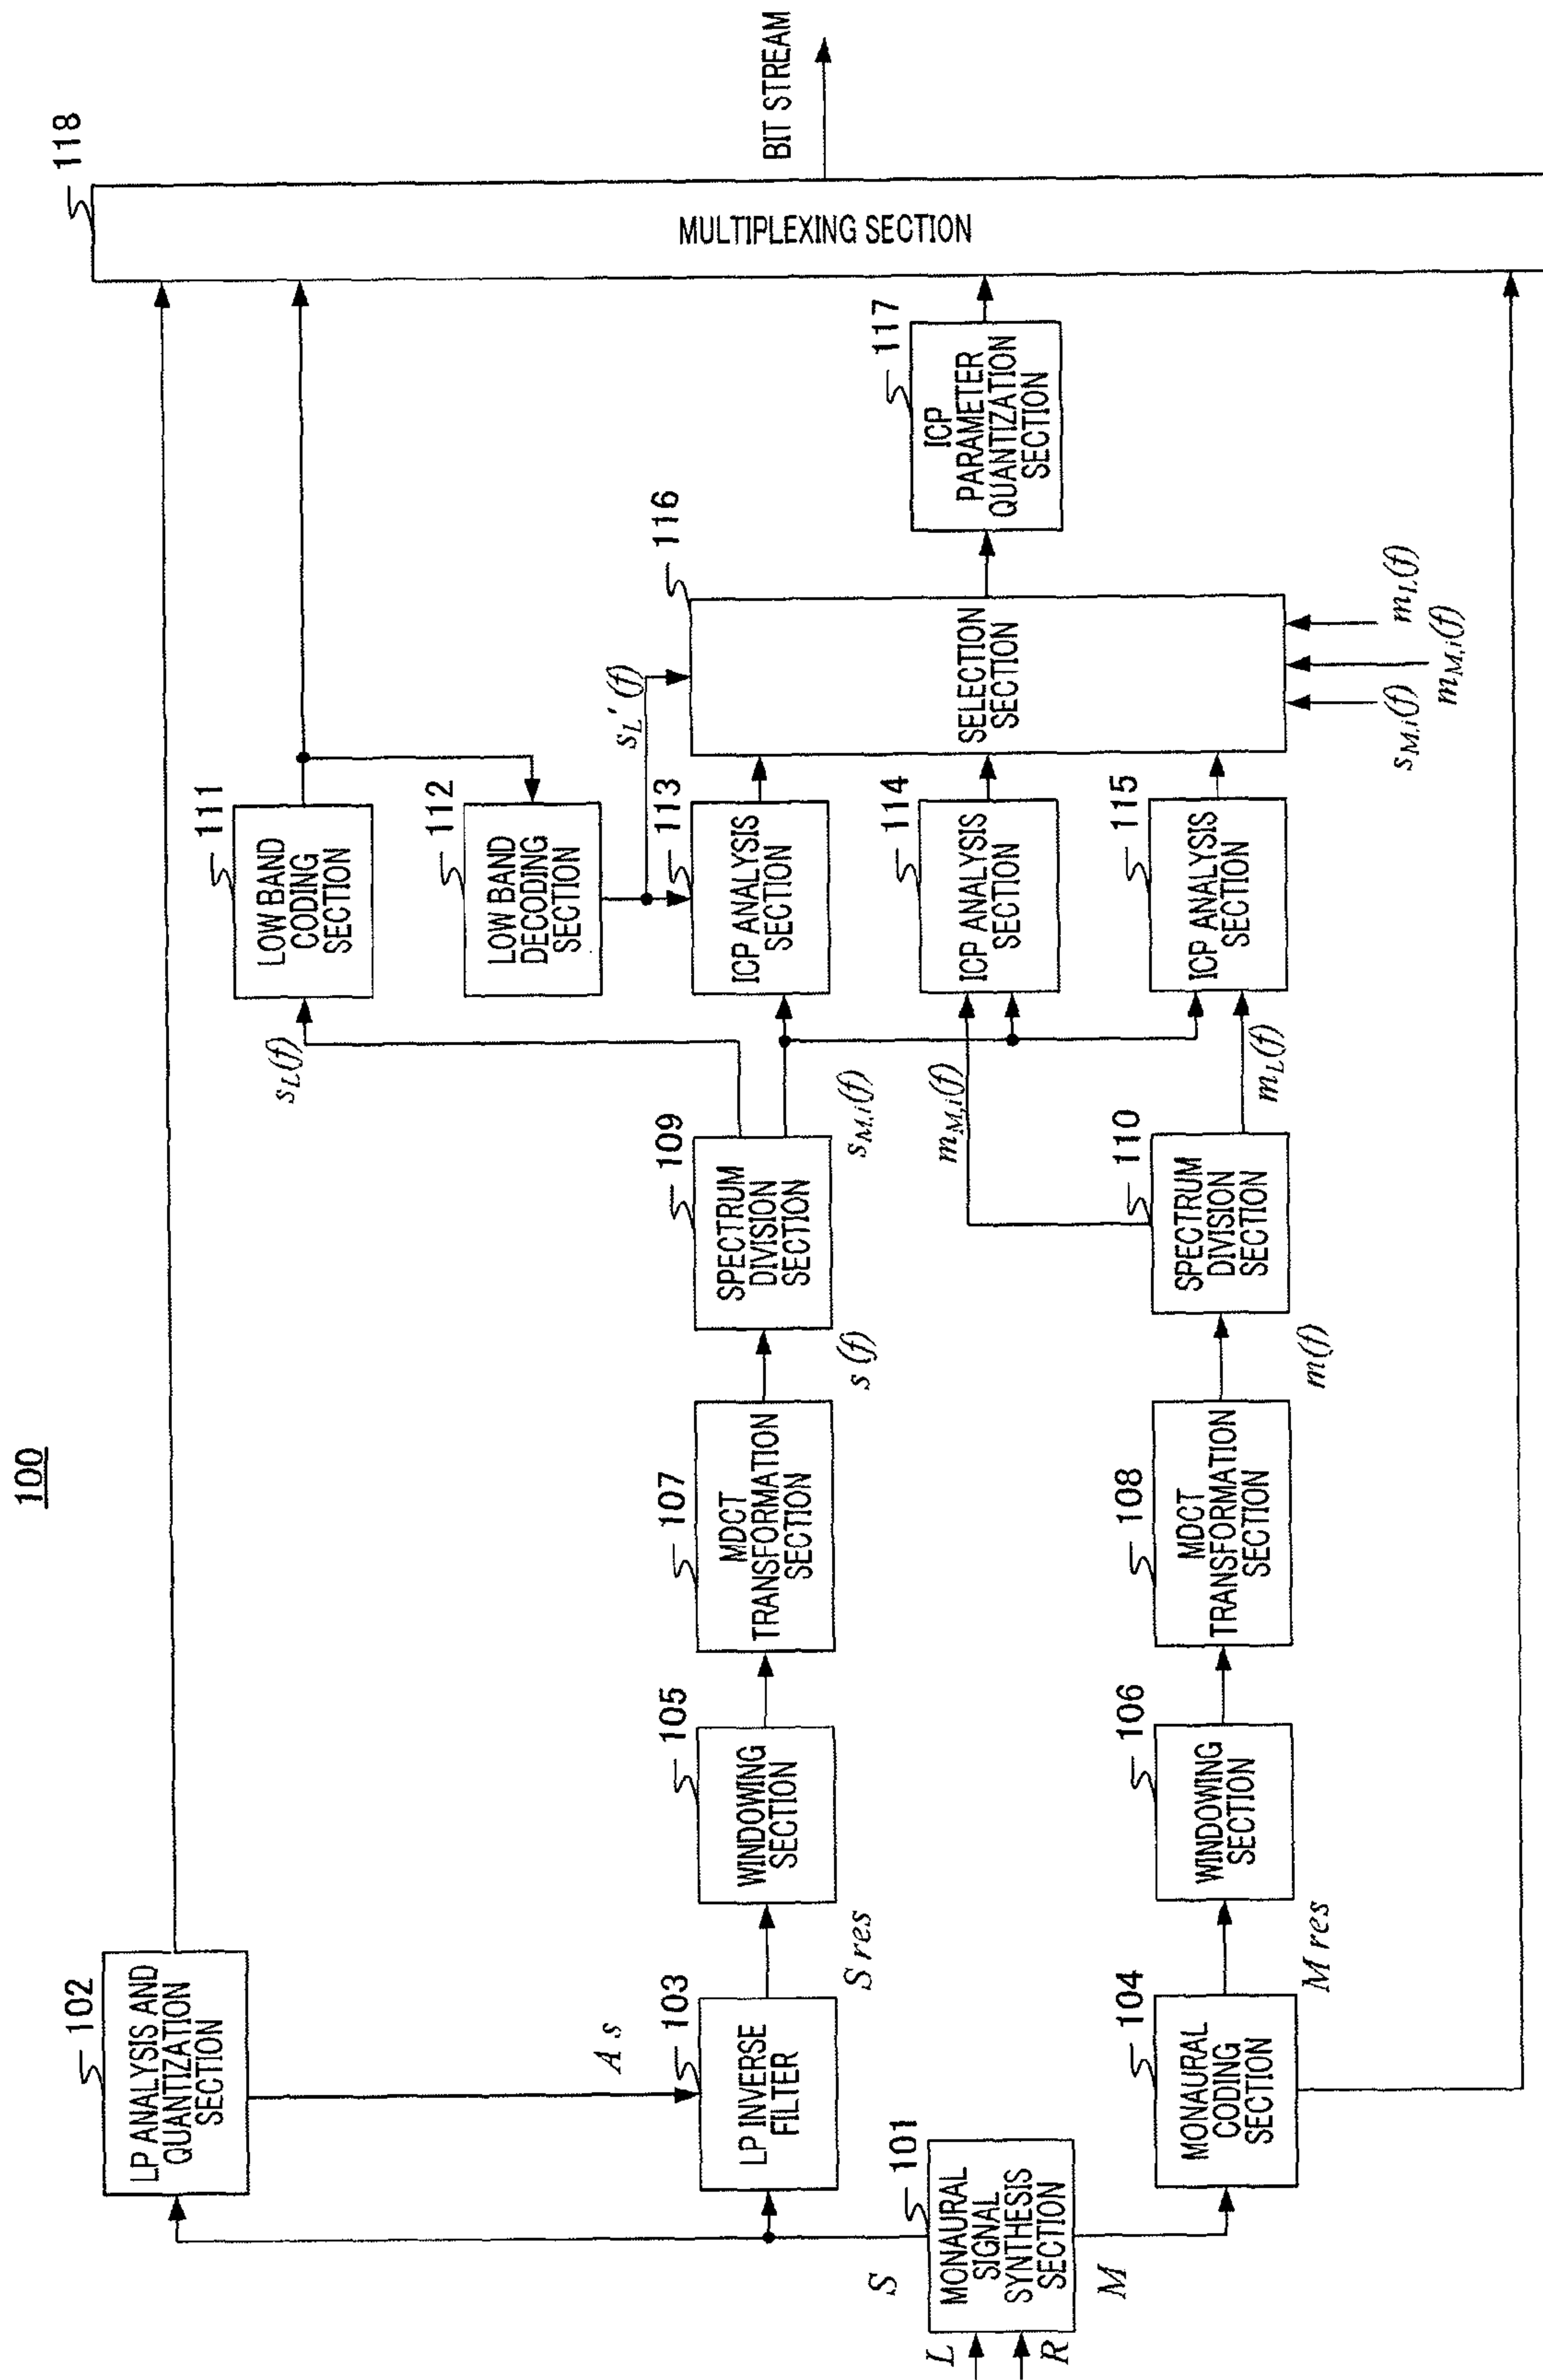 100
L
R
101
MONAURAL
SIGNAL
SYNTHESIS
SECTION
S
M
102
LP ANALYSIS AND
QUANTIZATION
SECTION
A s
103
LP INVERSE
FILTER
S res
104
MONAURAL
CODING
SECTION
M res
105
WINDOWING
SECTION
106
WINDOWING
SECTION
107
MDCT
TRANSFORMATION
SECTION
s (f)
108
MDCT
TRANSFORMATION
SECTION
m(f)
109
SPECTRUM
DIVISION
SECTION
sL(f)
sM,i(f)
110
SPECTRUM
DIVISION
SECTION
mM,i(f)
mL(f)
111
LOW BAND
CODING
SECTION
112
LOW BAND
DECODING
SECTION
sL'(f)
113
ICP ANALYSIS
SECTION
114
ICP ANALYSIS
SECTION
115
ICP ANALYSIS
SECTION
116
SELECTION
SECTION
sM,i(f)
mM,i(f)
mL(f)
117
ICP
PARAMETER
QUANTIZATION
SECTION
118
MULTIPLEXING SECTION
BIT STREAM